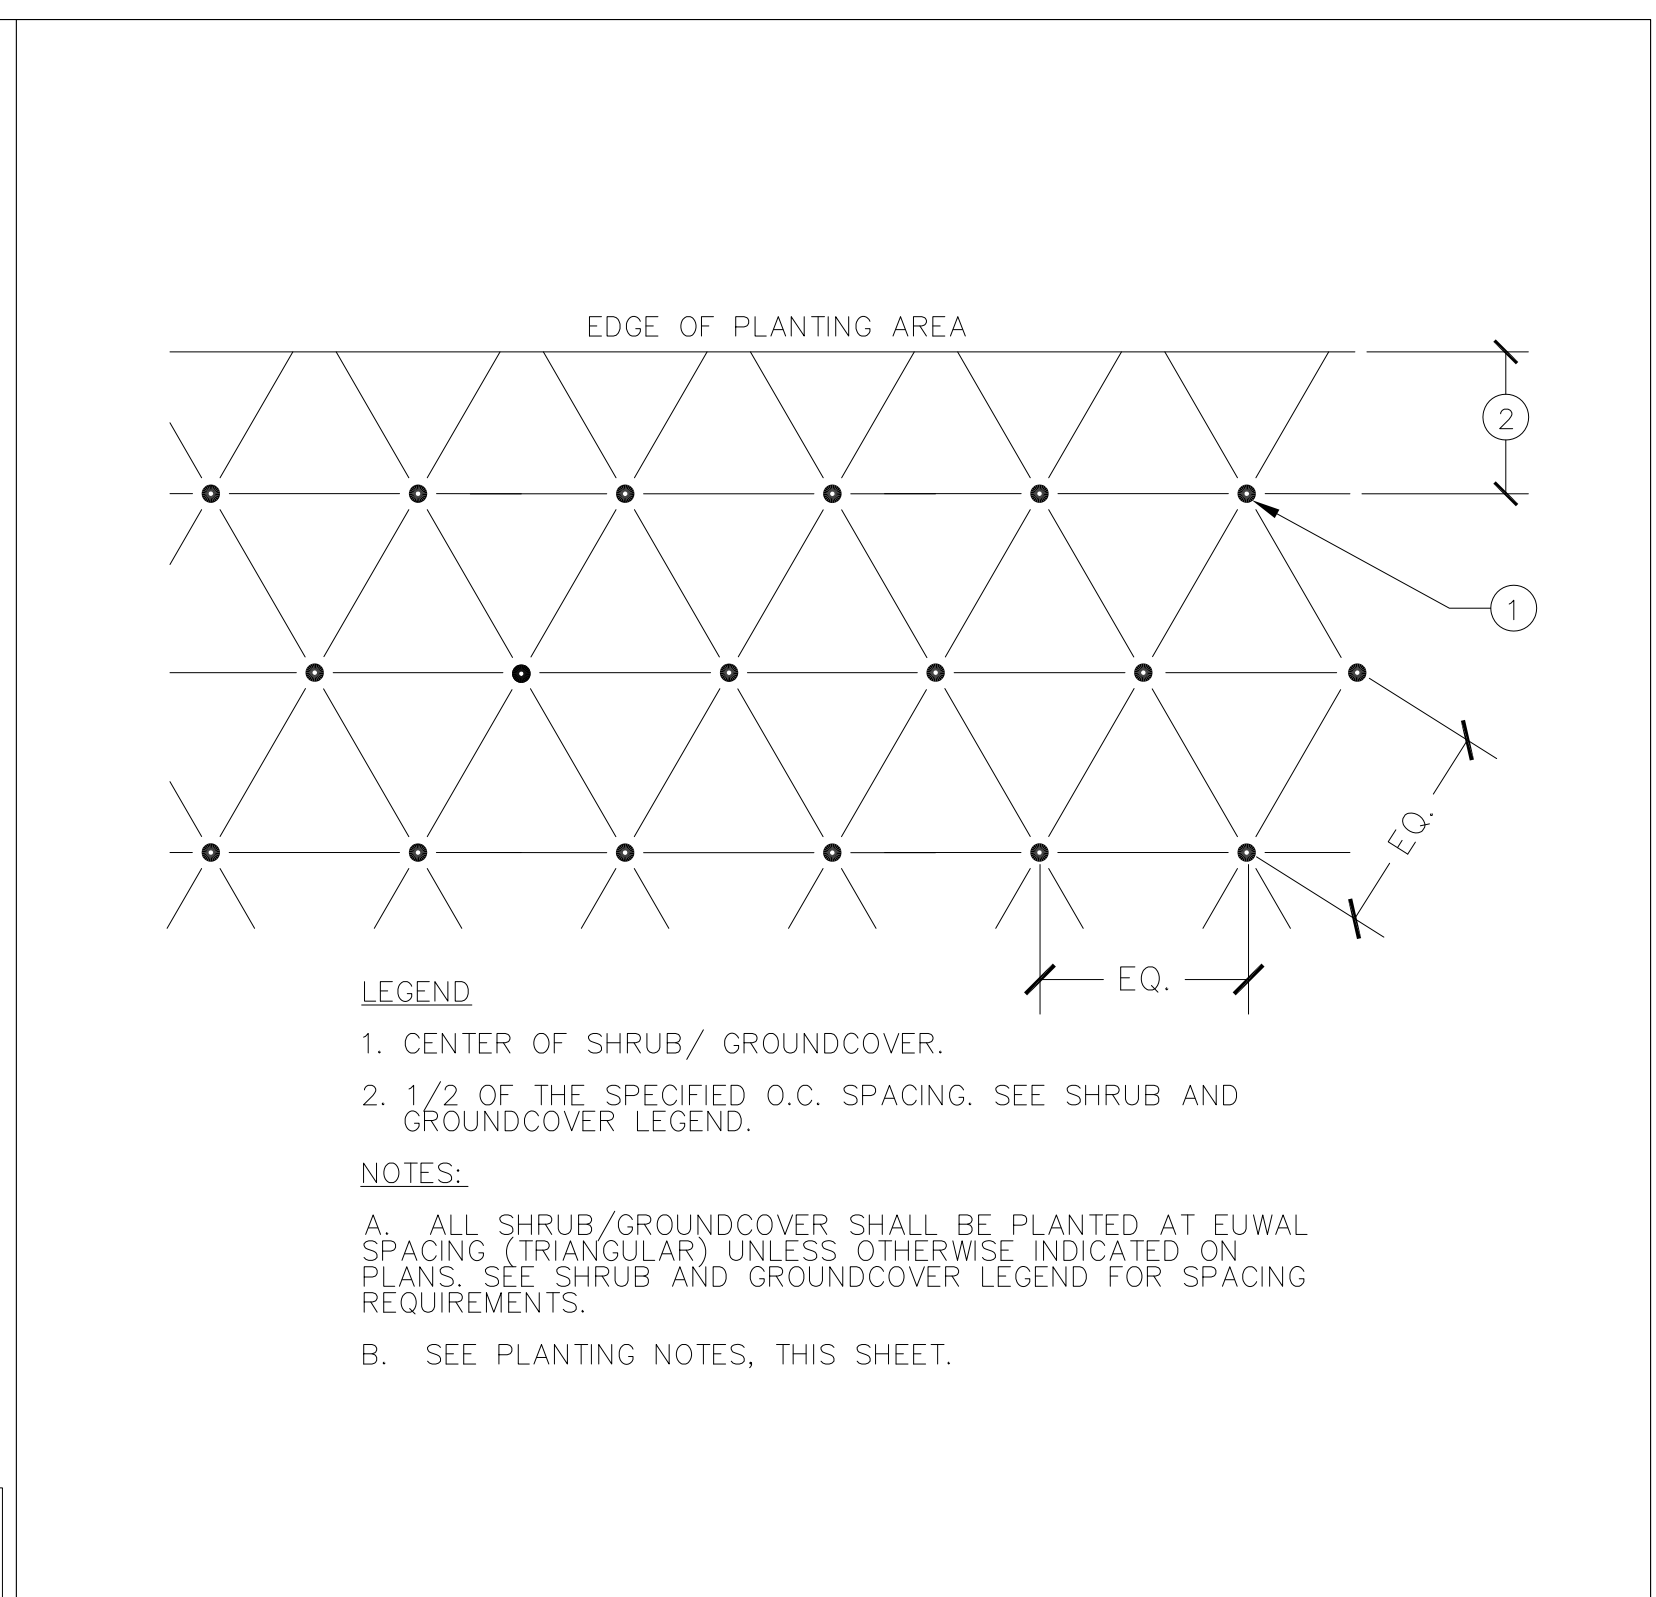 EDGE OF PLANTING AREA
2
1
EQ.
EQ.
LEGEND
1. CENTER OF SHRUB/ GROUNDCOVER.
2. 1/2 OF THE SPECIFIED O.C. SPACING. SEE SHRUB AND
GROUNDCOVER LEGEND.
NOTES:
A. ALL SHRUB/GROUNDCOVER SHALL BE PLANTED AT EUWAL
SPACING (TRIANGULAR) UNLESS OTHERWISE INDICATED ON
PLANS. SEE SHRUB AND GROUNDCOVER LEGEND FOR SPACING
REQUIREMENTS.
B. SEE PLANTING NOTES, THIS SHEET.